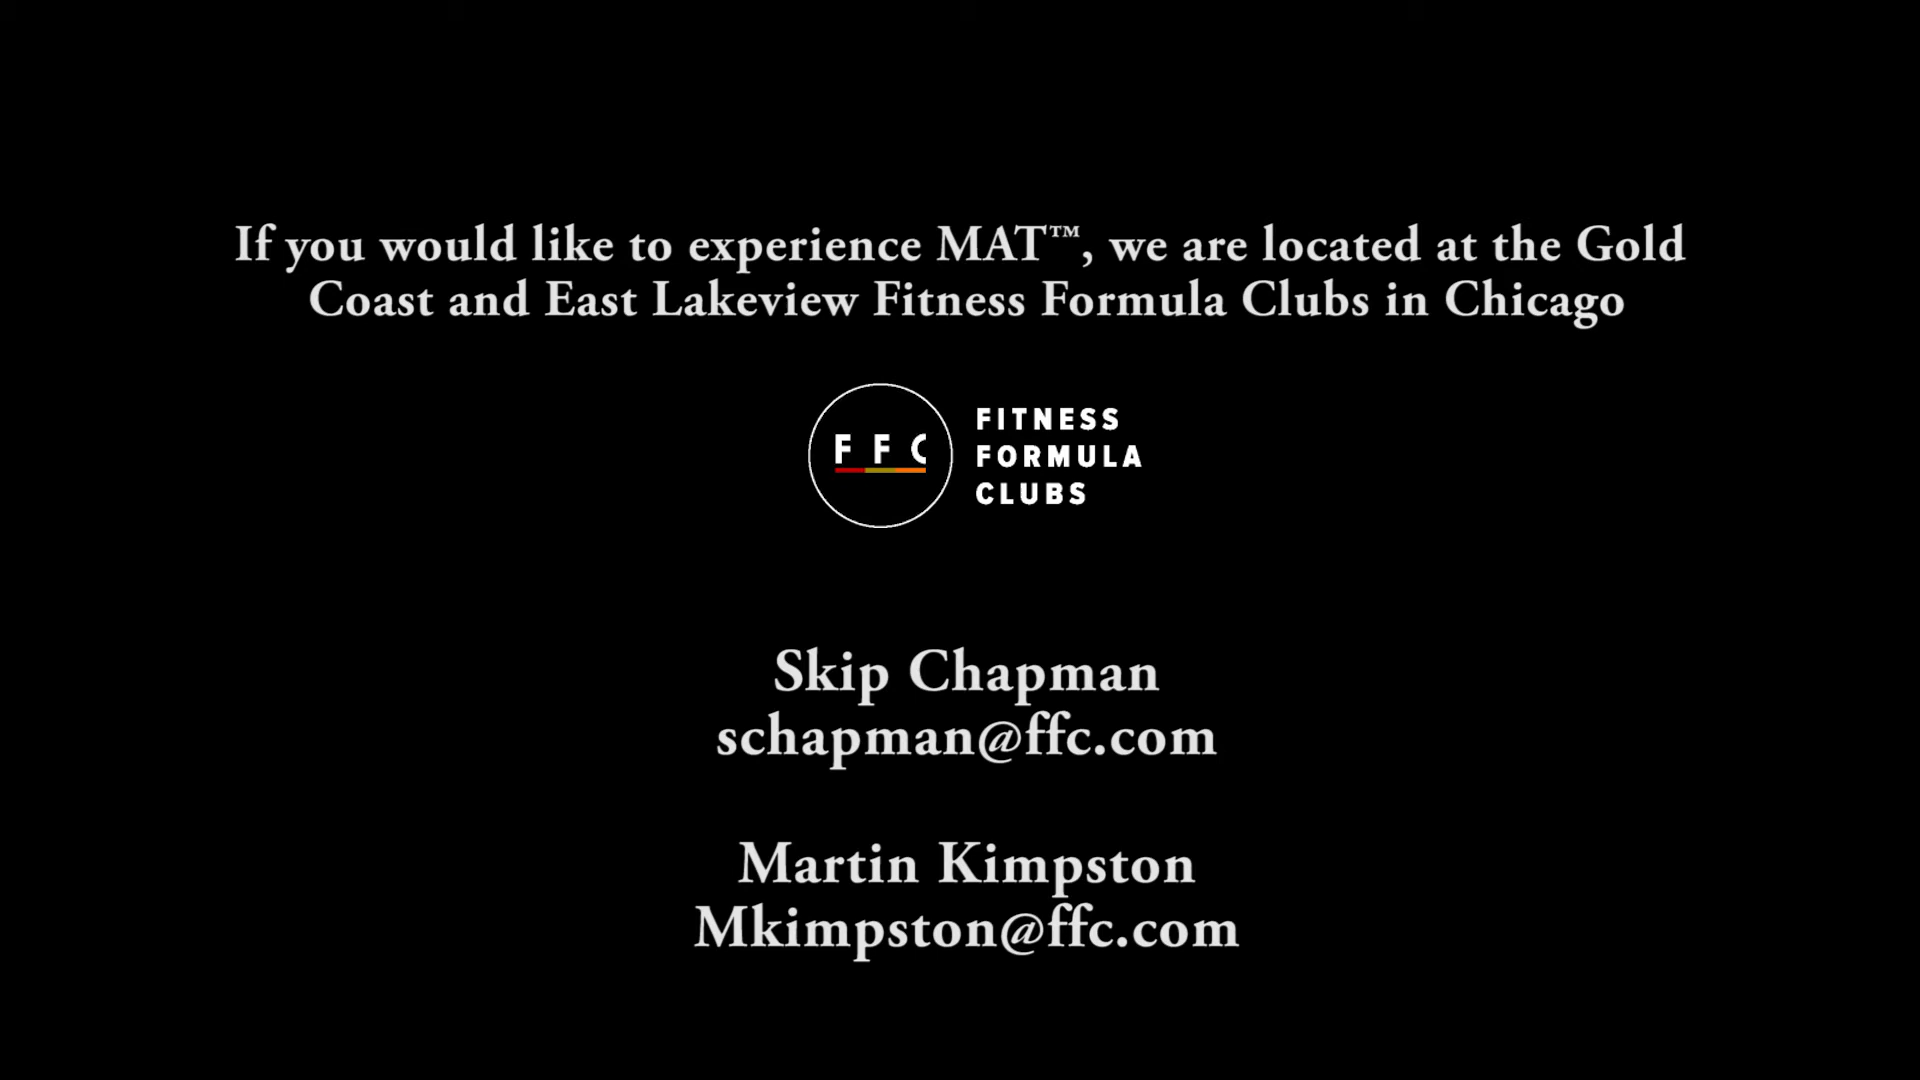 If you would like to experience MAT™, we are located at the Gold
Coast and East Lakeview Fitness Formula Clubs in Chicago
FFC
FITNESS
FORMULA
CLUBS
Skip Chapman
schapman@ffc.com
Martin Kimpston
Mkimpston@ffc.com